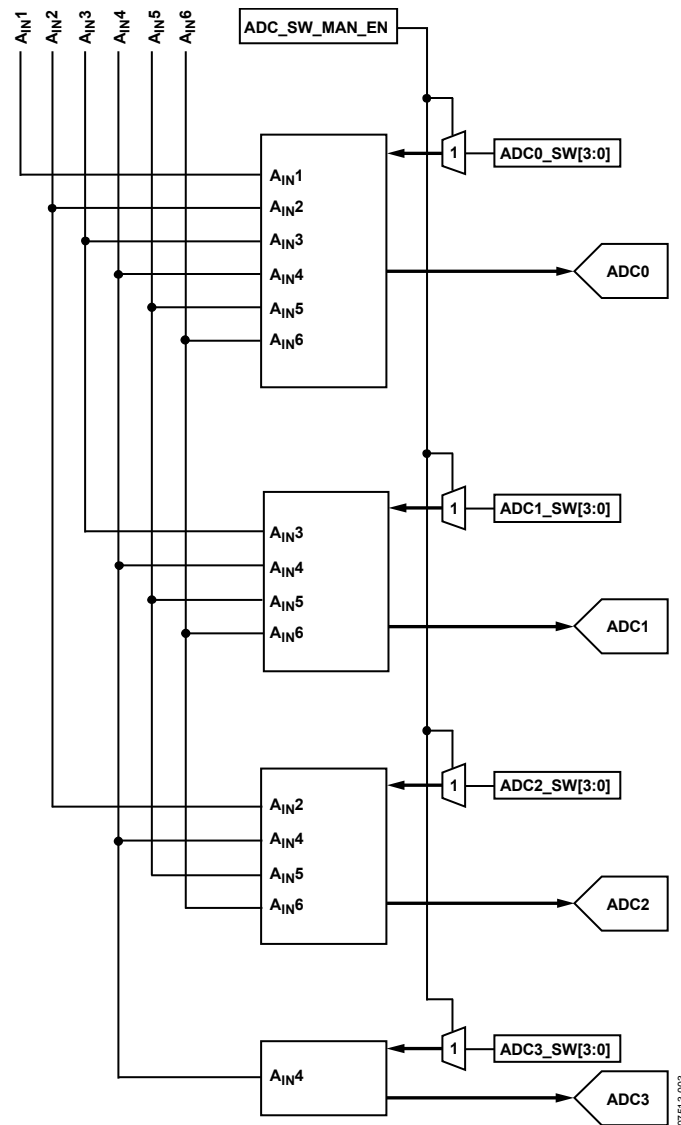 AIN1
AIN2
AIN3
AIN4
AIN5
AIN6
ADC_SW_MAN_EN
1
ADC0_SW[3:0]
AIN1
AIN2
AIN3
AIN4
AIN5
AIN6
ADC0
1
ADC1_SW[3:0]
AIN3
AIN4
AIN5
AIN6
ADC1
1
ADC2_SW[3:0]
AIN2
AIN4
AIN5
AIN6
ADC2
1
ADC3_SW[3:0]
AIN4
ADC3